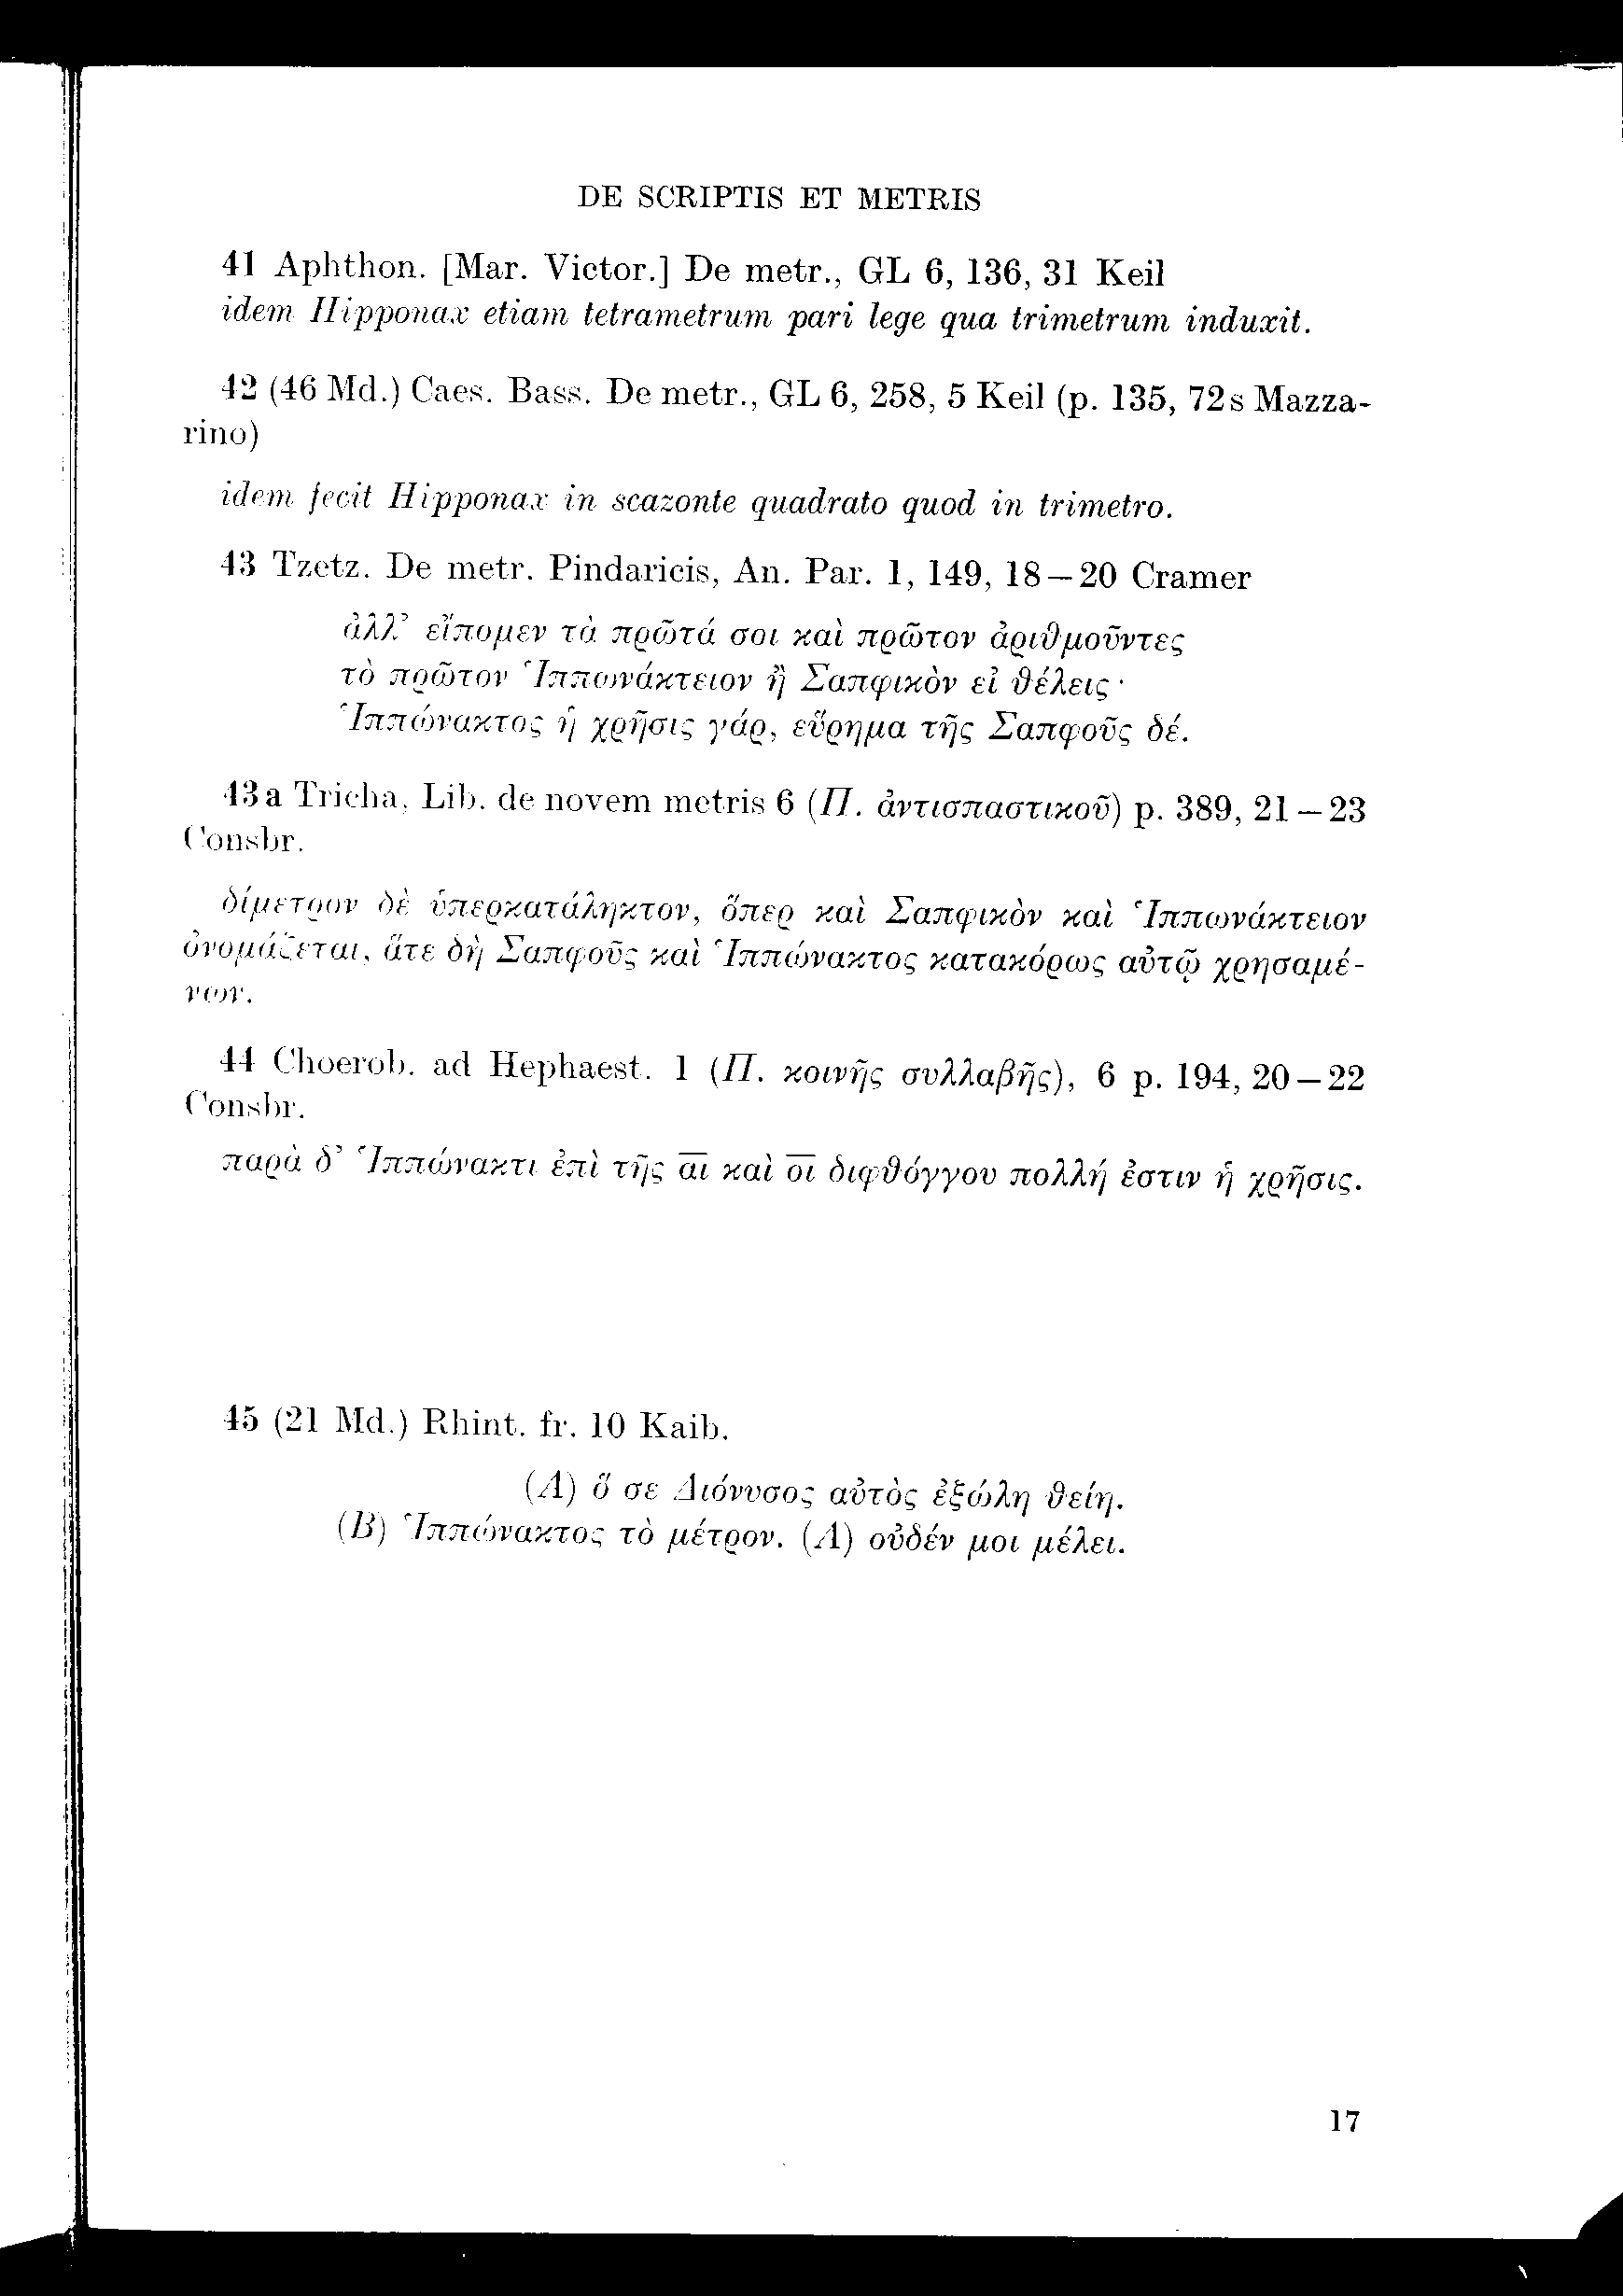 DE SCRIPTIS ET METRIS
41 Aphthon. [Mar. Victor.] De metr., GL 6, 136, 31 Keil
idem Hipponax etiam tetrametrum pari lege qua trimetrum induxit.
42 (46 Md.) Caes. Bass. De metr., GL 6, 258, 5 Keil (p. 135, 72s Mazza-
rino)
idem fecit Hipponax in scazonte quadrato quod in trimetro.
43 Tzetz. De metr. Pindaricis, An. Par. 1, 149, 18–20 Cramer
ἀλλ’ εἴπομεν τὰ πρῶτά σοι καὶ πρῶτον ἀριθμοῦντες
τὸ πρῶτον Ἱππωνάκτειον ἢ Σαπφικὸν εἰ θέλεις·
Ἱππώνακτος ἡ χρῆσις γάρ, εὕρημα τῆς Σαπφοῦς δέ.
43a Tricha, Lib. de novem metris 6 (Π. ἀντισπαστικοῦ) p. 389, 21–23
Consbr.
δίμετρον δὲ ὑπερκατάληκτον, ὅπερ καὶ Σαπφικὸν καὶ Ἱππωνάκτειον
ὀνομάζεται, ἅτε δὴ Σαπφοῦς καὶ Ἱππώνακτος κατακόρως αὐτῷ χρησαμέ-
νων.
44 Choerob. ad Hephaest. 1 (Π. κοινῆς συλλαβῆς), 6 p. 194, 20–22
Consbr.
παρὰ δ’ Ἱππώνακτι ἐπὶ τῆς α̅ι̅ καὶ ο̅ι̅ διφθόγγου πολλή ἐστιν ἡ χρῆσις.
45 (21 Md.) Rhint. fr. 10 Kaib.
(Α) ὅ σε Διόνυσος αὐτὸς ἐξώλη θείη.
(Β) Ἱππώνακτος τὸ μέτρον. (Α) οὐδέν μοι μέλει.
17